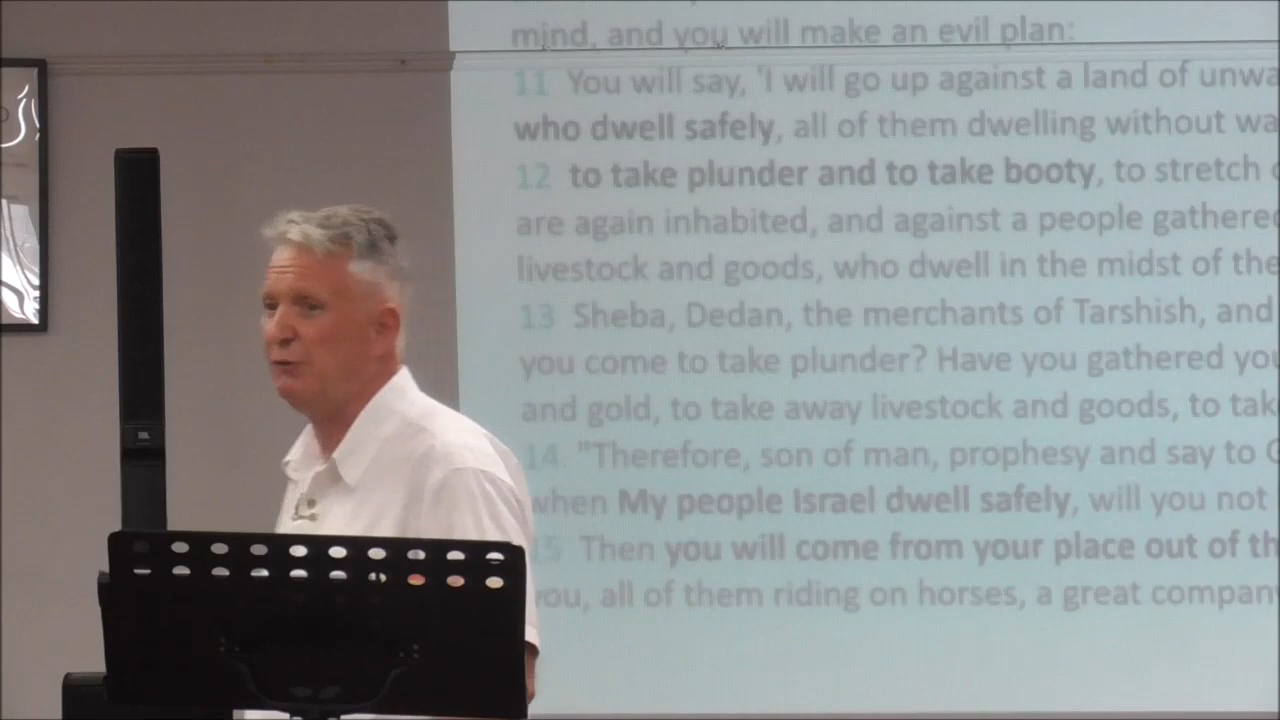 mind, and you will make an evil plan:
11 You will say, 'I will go up against a land of unwa
who dwell safely, all of them dwelling without wa
12 to take plunder and to take booty, to stretch
are again inhabited, and against a people gathered
livestock and goods, who dwell in the midst of the
13 Sheba, Dedan, the merchants of Tarshish, and
you come to take plunder? Have you gathered you
and gold, to take away livestock and goods, to tak
14. "Therefore, son of man, prophesy and say to G
when My people Israel dwell safely, will you not
15 Then you will come from your place out of th
you, all of them riding on horses, a great company
JBL